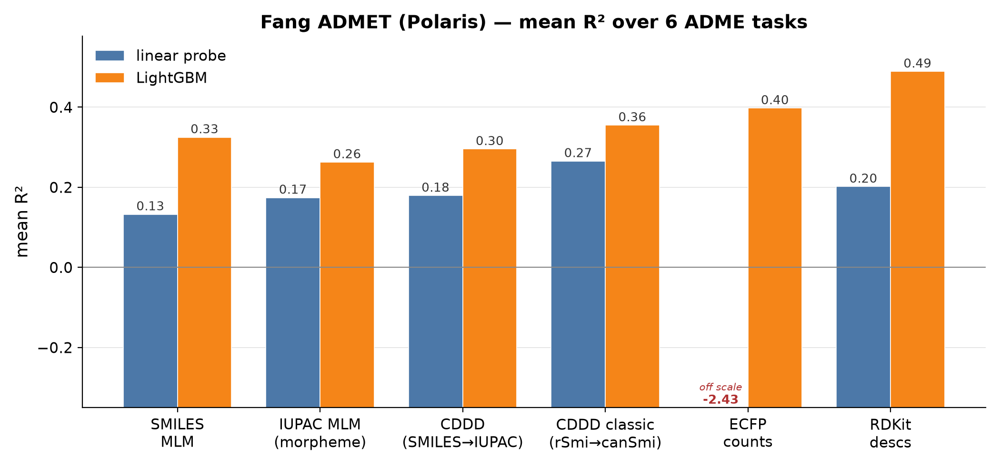 Fang ADMET (Polaris) — mean R² over 6 ADME tasks
linear probe
LightGBM
mean R²
0.4
0.2
0.0
−0.2
0.13
0.33
0.17
0.26
0.18
0.30
0.27
0.36
off scale
-2.43
0.40
0.20
0.49
SMILES
MLM
IUPAC MLM
(morpheme)
CDDD
(SMILES→IUPAC)
CDDD classic
(rSmi→canSmi)
ECFP
counts
RDKit
descs